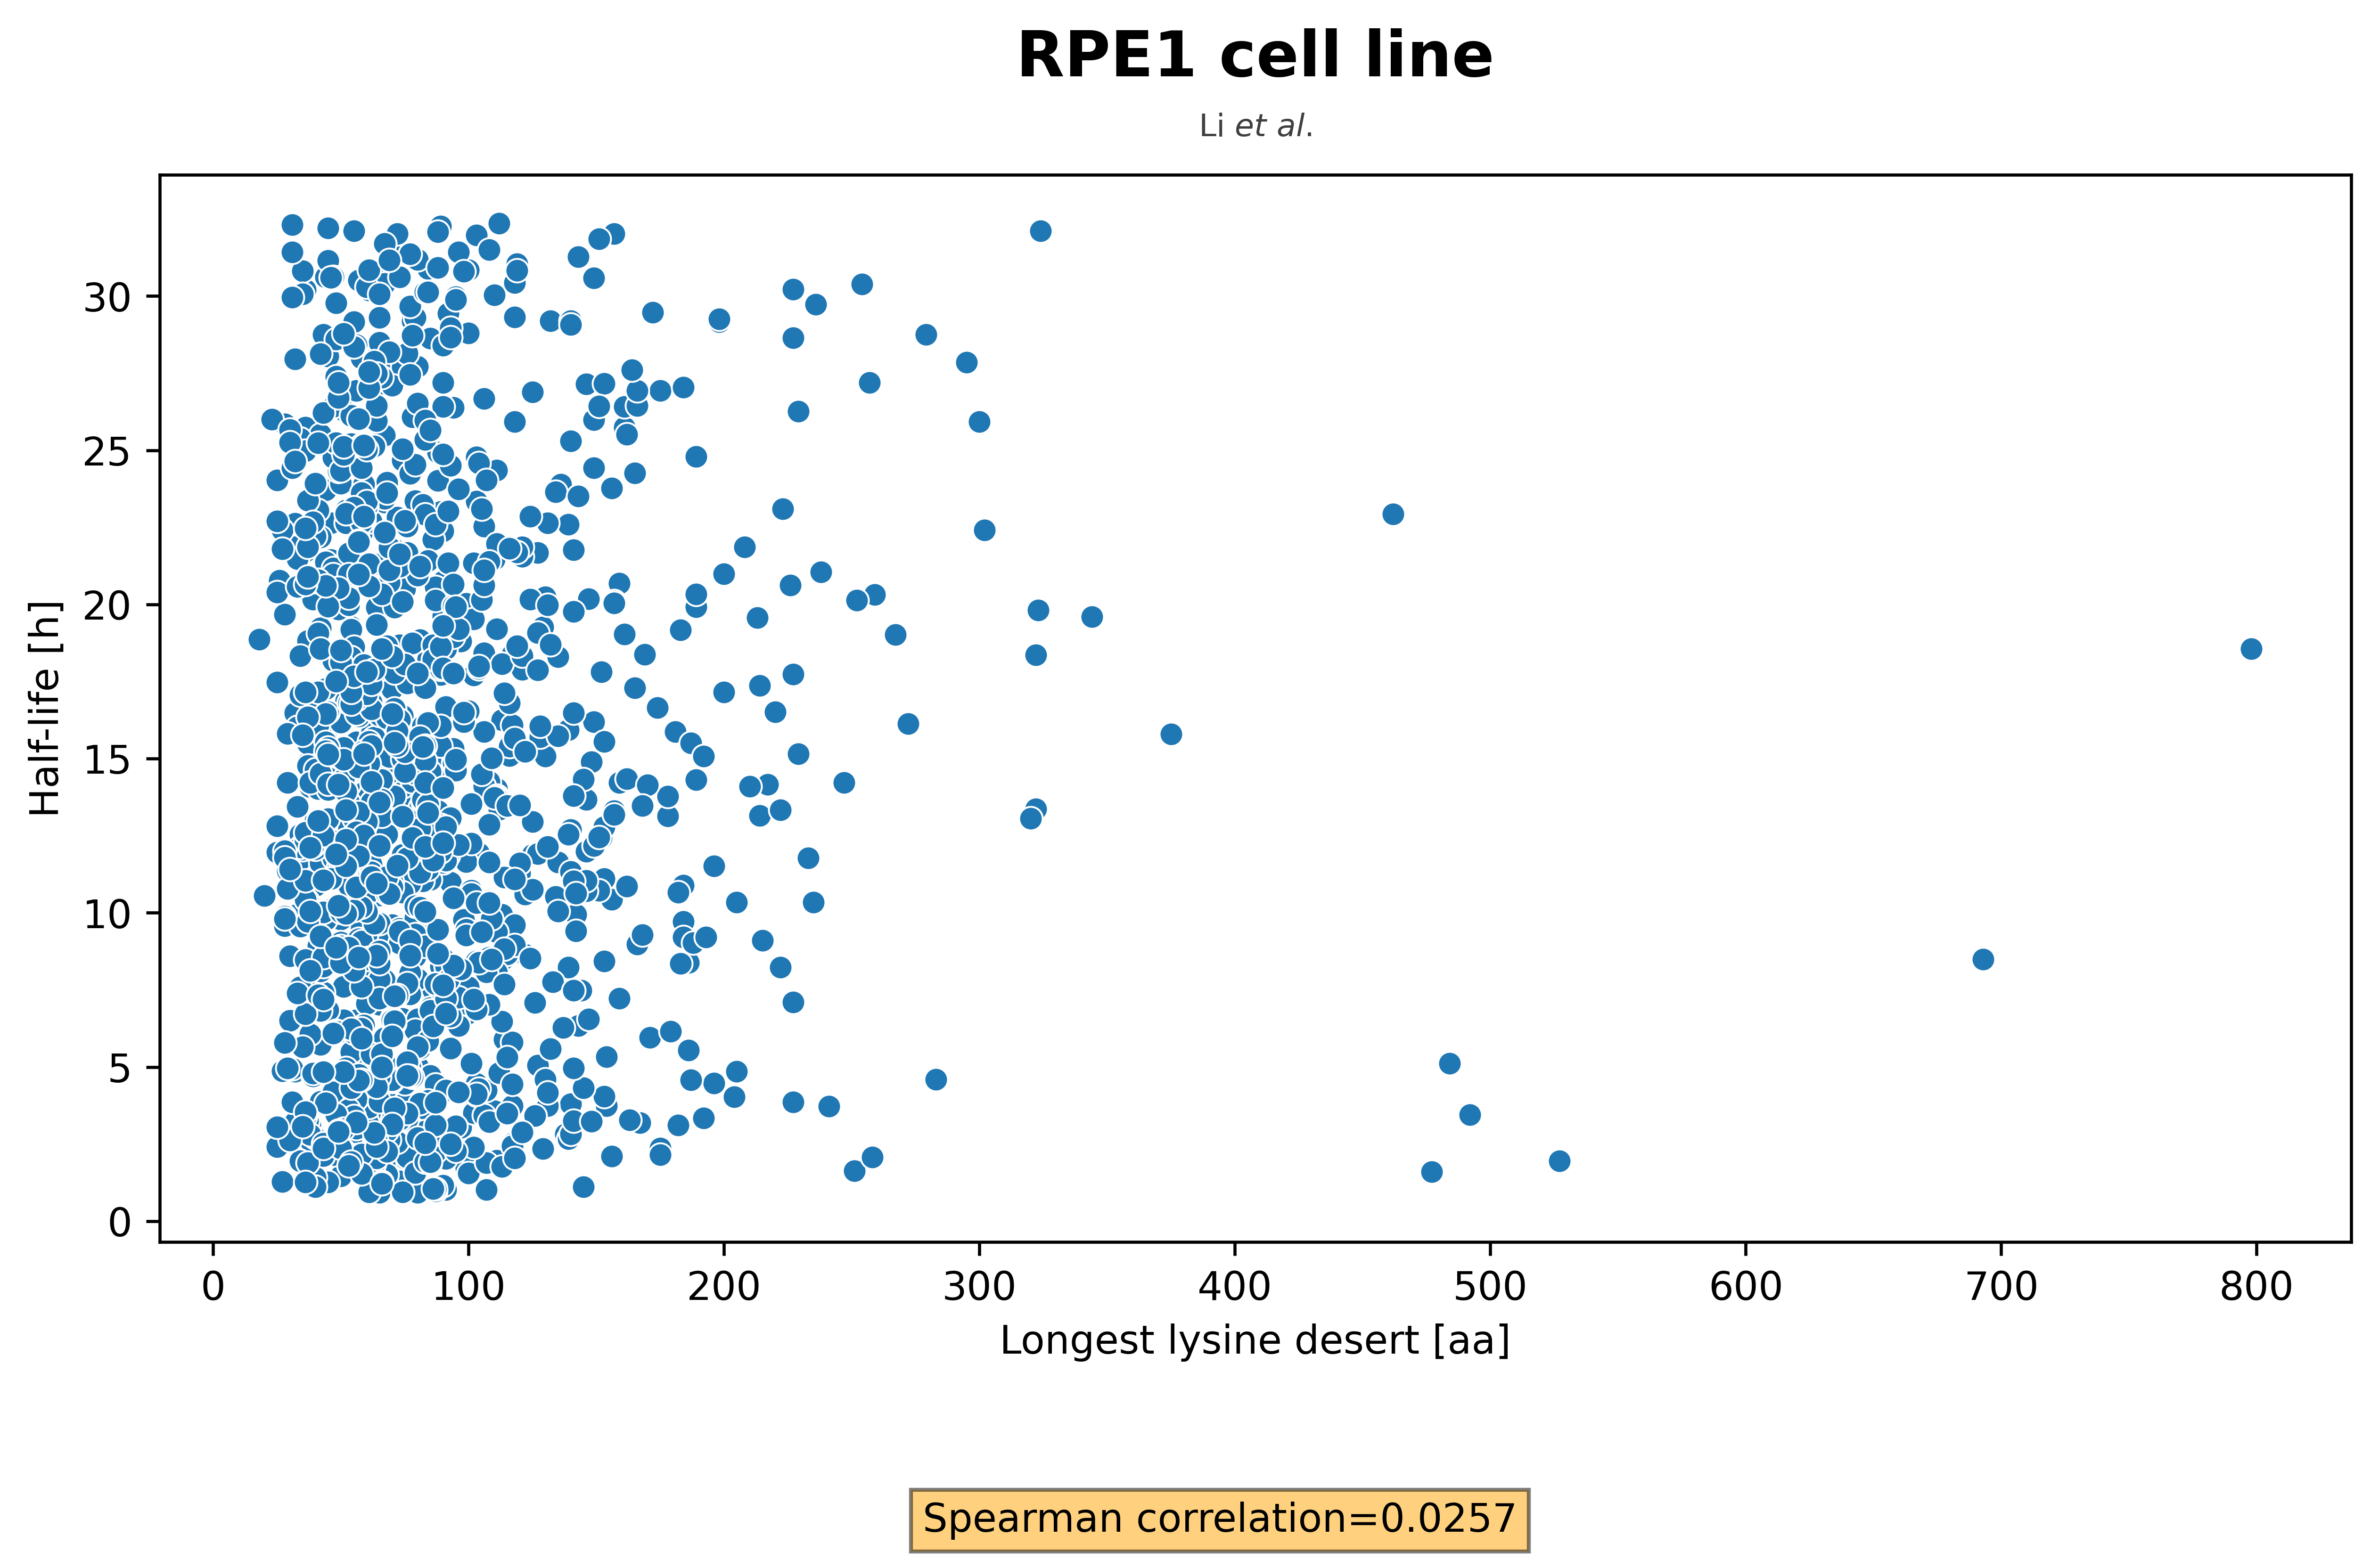 RPE1 cell line
Li et al.
30
25
20
15
10
5
0
Half-life [h]
0 100 200 300 400 500 600 700 800
Longest lysine desert [aa]
Spearman correlation=0.0257